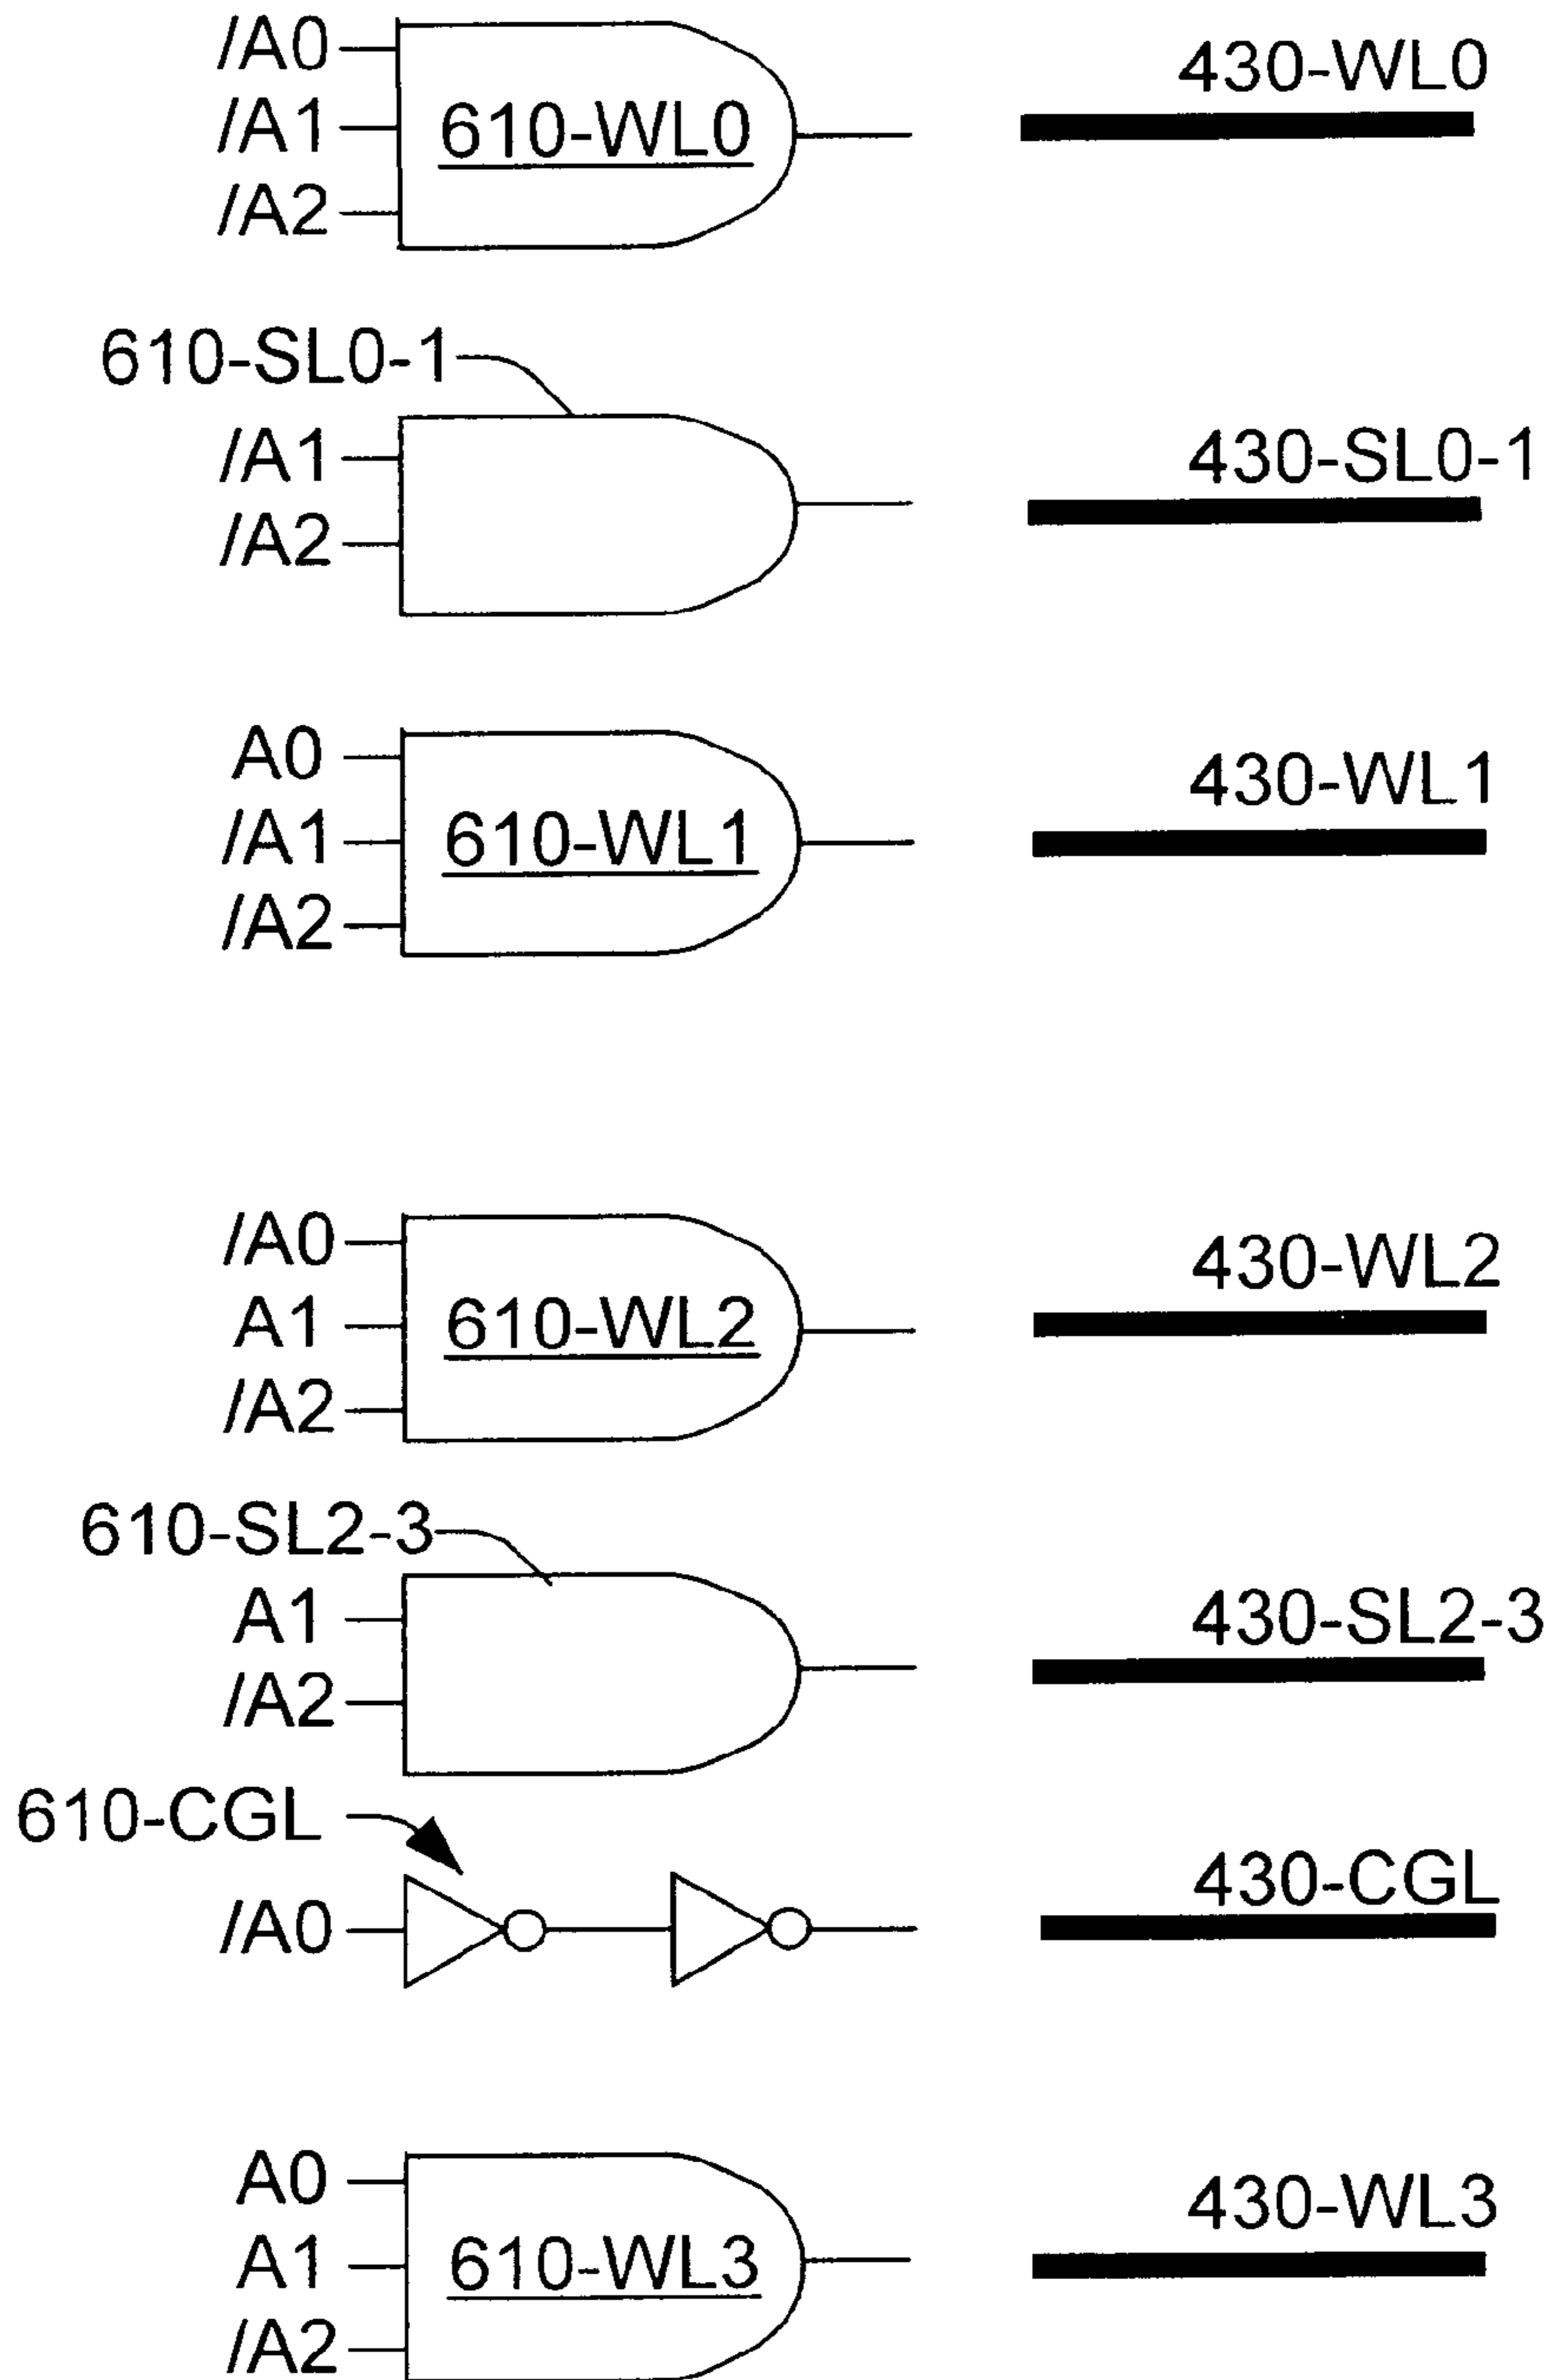 /A0
/A1
/A2
610-WL0
430-WL0
610-SL0-1
/A1
/A2
430-SL0-1
A0
/A1
/A2
610-WL1
430-WL1
/A0
A1
/A2
610-WL2
430-WL2
610-SL2-3
A1
/A2
430-SL2-3
610-CGL
/A0
430-CGL
A0
A1
/A2
610-WL3
430-WL3